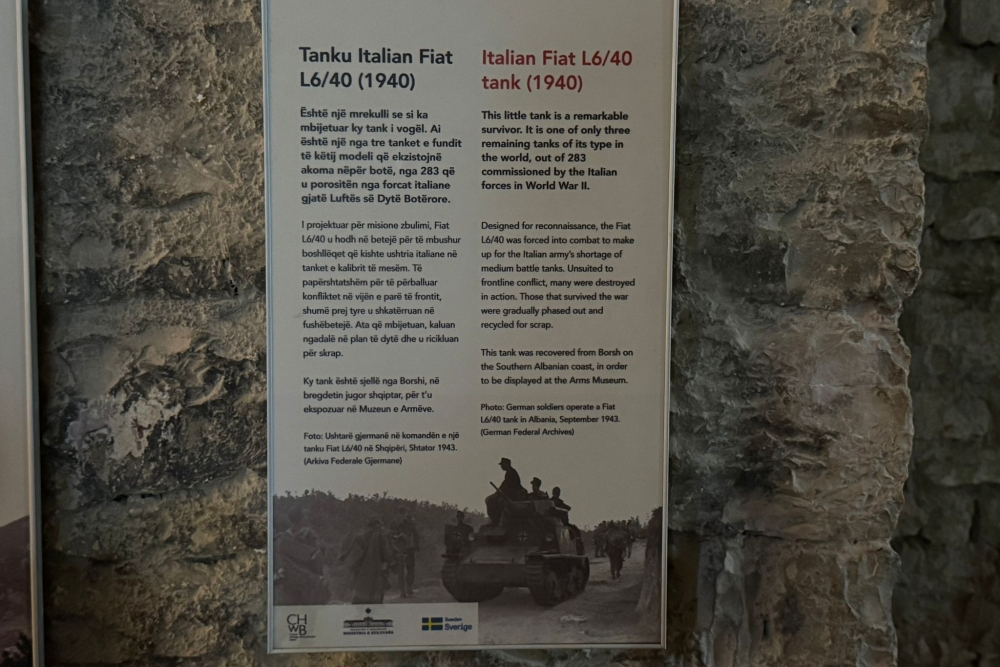 Tanku Italian Fiat
L6/40 (1940)
Është një mrekulli se si ka
mbijetuar ky tank i vogël. Ai
është një nga tre tanket e fundit
të këtij modeli që ekzistojnë
akoma nëpër botë, nga 283 që
u porositën nga forcat italiane
gjatë Luftës së Dytë Botërore.
I projektuar për misione zbulimi, Fiat
L6/40 u hodh në betejë për të mbushur
boshllëqet që kishte ushtria italiane në
tanket e kalibrit të mesëm. Të
papërshtatshëm për të përballuar
konfliktet në vijën e parë të frontit,
shumë prej tyre u shkatërruan në
fushëbetejë. Ata që mbijetuan, kaluan
ngadalë në plan të dytë dhe u ricikluan
për skrap.
Ky tank është sjellë nga Borshi, në
bregdetin jugor shqiptar, për t'u
ekspozuar në Muzeun e Armëve.
Foto: Ushtarë gjermanë në komandën e një
tanku Fiat L6/40 në Shqipëri, Shtator 1943.
(Arkiva Federale Gjermane)
Italian Fiat L6/40
tank (1940)
This little tank is a remarkable
survivor. It is one of only three
remaining tanks of its type in
the world, out of 283
commissioned by the Italian
forces in World War II.
Designed for reconnaissance, the Fiat
L6/40 was forced into combat to make
up for the Italian army's shortage of
medium battle tanks. Unsuited to
frontline conflict, many were destroyed
in action. Those that survived the war
were gradually phased out and
recycled for scrap.
This tank was recovered from Borsh on
the Southern Albanian coast, in order
to be displayed at the Arms Museum.
Photo: German soldiers operate a Fiat
L6/40 tank in Albania, September 1943.
(German Federal Archives)
CH
WB
Sweden
Sverige